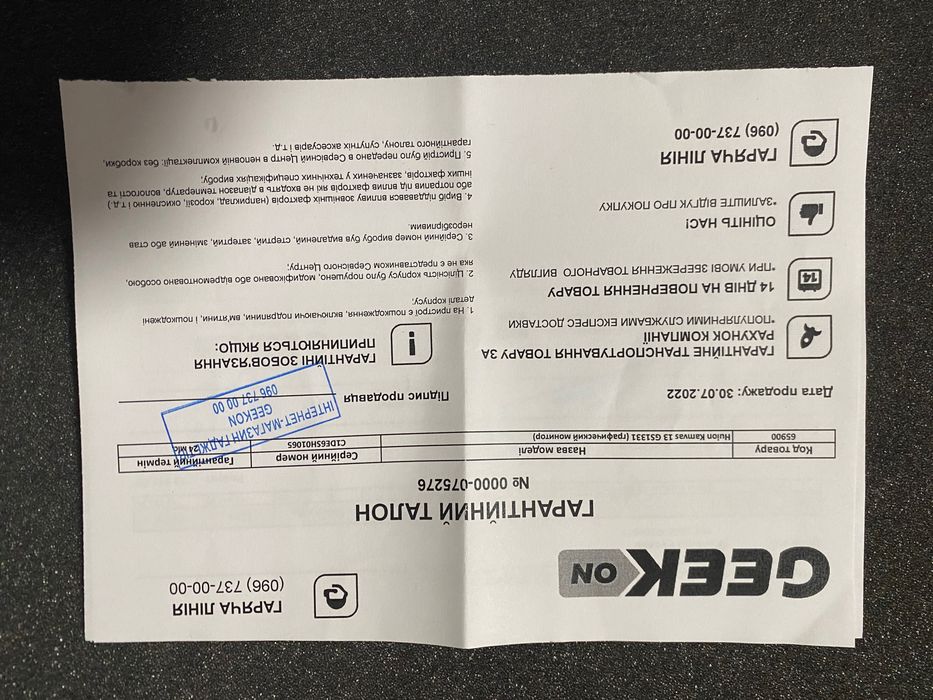 GEEK ON
ГАРЯЧА ЛІНІЯ
(096) 737-00-00
ГАРАНТІЙНИЙ ТАЛОН
№ 0000-075276
Код товару Назва моделі Серійний номер Гарантійний термін
65900 Huion Kamvas 13 GS1331 (графический монитор) C1DE65H01065 24 міс
Дата продажу: 30.07.2022
Підпис продавця
ІНТЕРНЕТ-МАГАЗИН ГАДЖЕТІВ
GEEKON
096 737 00 00
ГАРАНТІЙНЕ ТРАНСПОРТУВАННЯ ТОВАРУ ЗА
РАХУНОК КОМПАНІЇ
*ПОПУЛЯРНИМИ СЛУЖБАМИ ЕКСПРЕС ДОСТАВКИ
14 ДНІВ НА ПОВЕРНЕННЯ ТОВАРУ
*ПРИ УМОВІ ЗБЕРЕЖЕННЯ ТОВАРНОГО ВИГЛЯДУ
ОЦІНІТЬ НАС!
*ЗАЛИШТЕ ВІДГУК ПРО ПОКУПКУ
ГАРЯЧА ЛІНІЯ
(096) 737-00-00
ГАРАНТІЙНІ ЗОБОВ'ЯЗАННЯ
ПРИПИНЯЮТЬСЯ ЯКЩО:
1. На пристрої є пошкодження, включаючи подряпини, вм'ятини, і пошкоджені
деталі корпусу;
2. Цілісність корпусу було порушено, модифіковано або відремонтовано особою,
яка не є представником Сервісного Центру;
3. Серійний номер виробу був видалений, стертий, затертий, змінений або став
нерозбірливим.
4. Виріб піддавався впливу зовнішніх факторів (наприклад, корозії, окисленню і т.д.)
або потрапив під вплив факторів які не входять в діапазон температур, вологості та
інших факторів, зазначених у технічних специфікаціях виробу;
5. Пристрій було передано в Сервісний Центр в неповній комплектації: без коробки,
гарантійного талону, супутніх аксесуарів і т.д.